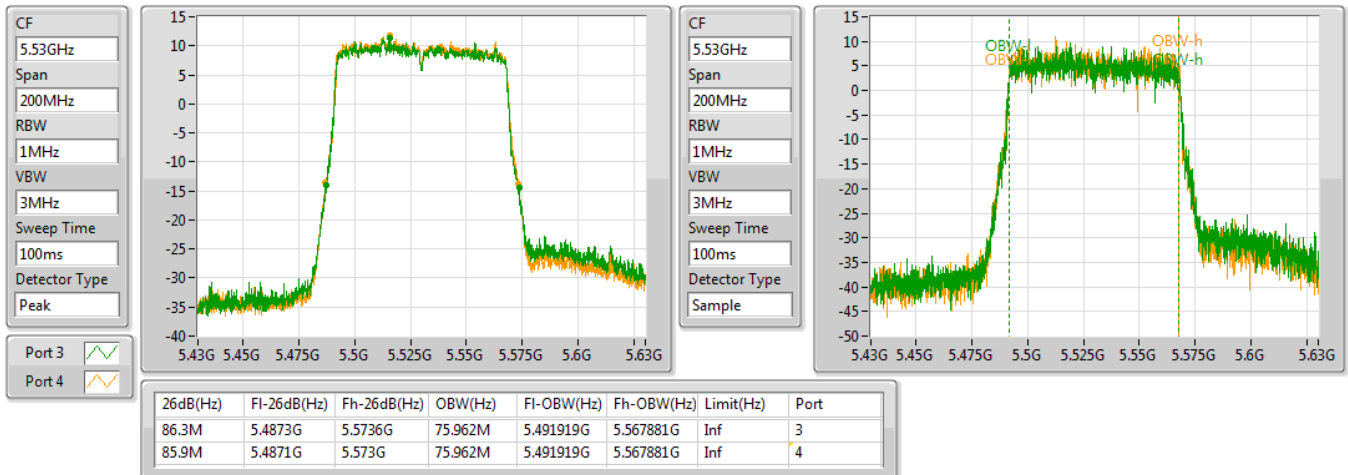 CF
5.53GHz
Span
200MHz
RBW
1MHz
VBW
3MHz
Sweep Time
100ms
Detector Type
Peak
Port 3
Port 4
15
10
5
0
-5
-10
-15
-20
-25
-30
-35
-40
5.43G 5.45G 5.475G 5.5G 5.525G 5.55G 5.575G 5.6G 5.63G
CF
5.53GHz
Span
200MHz
RBW
1MHz
VBW
3MHz
Sweep Time
100ms
Detector Type
Sample
15
10
5
0
-5
-10
-15
-20
-25
-30
-35
-40
-45
-50
OBW-h
OBW-h
5.43G 5.45G 5.475G 5.5G 5.525G 5.55G 5.575G 5.6G 5.63G
26dB(Hz) Fl-26dB(Hz) Fh-26dB(Hz) OBW(Hz) Fl-OBW(Hz) Fh-OBW(Hz) Limit(Hz) Port
86.3M 5.4873G 5.5736G 75.962M 5.491919G 5.567881G Inf 3
85.9M 5.4871G 5.573G 75.962M 5.491919G 5.567881G Inf 4